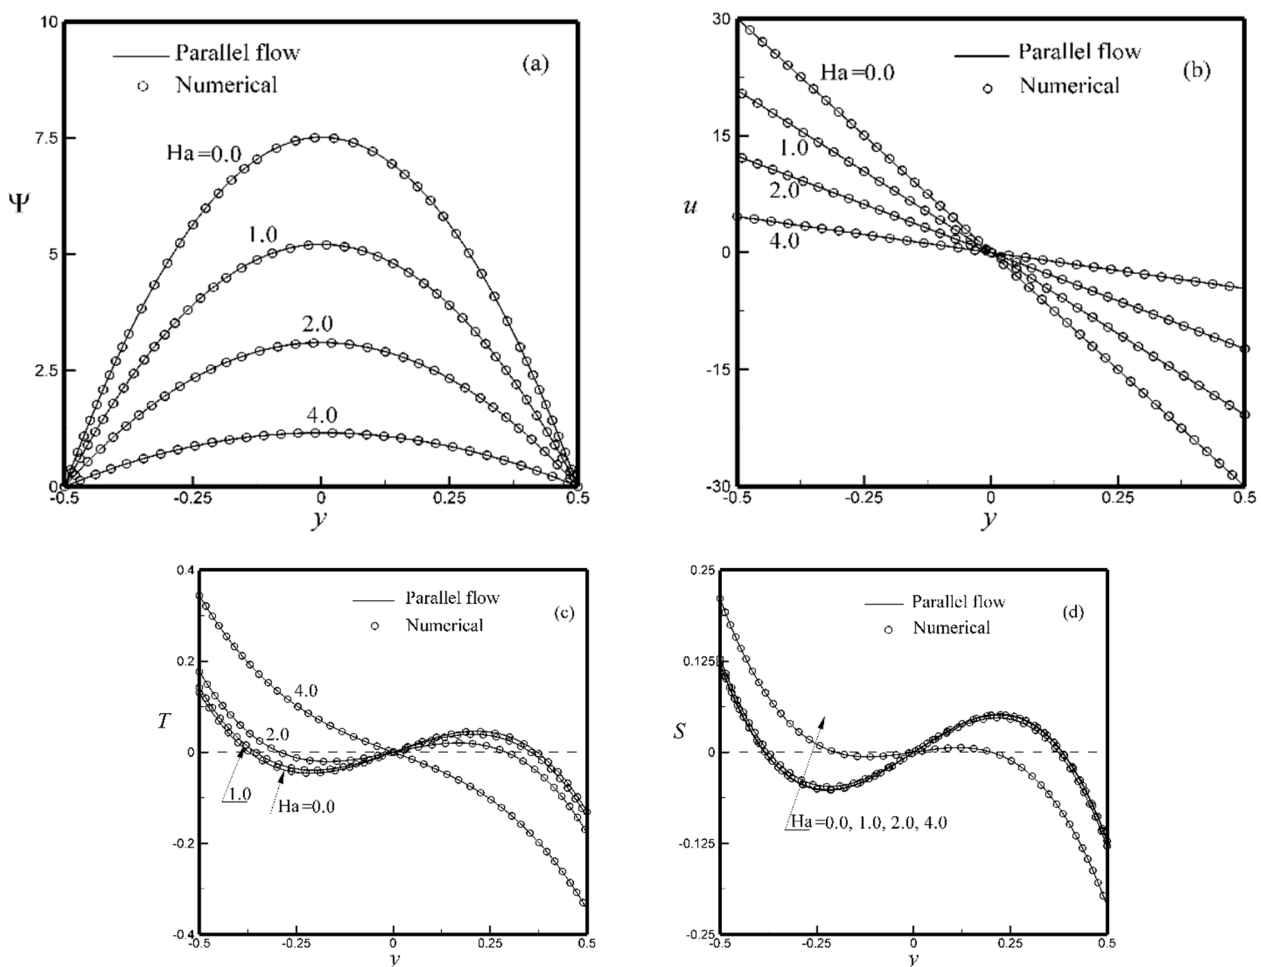 10
7.5
5
2.5
0
Ψ
Parallel flow
Numerical
(a)
Ha=0.0
1.0
2.0
4.0
-0.5
-0.25
0
0.25
0.5
y
30
15
0
-15
-30
u
Parallel flow
Numerical
(b)
Ha=0.0
1.0
2.0
4.0
-0.5
-0.25
0
0.25
0.5
y
0.4
0.2
0
-0.2
-0.4
T
Parallel flow
Numerical
(c)
4.0
2.0
1.0
Ha=0.0
-0.5
-0.25
0
0.25
0.5
y
0.25
0.125
0
-0.125
-0.25
S
Parallel flow
Numerical
(d)
Ha=0.0, 1.0, 2.0, 4.0
-0.5
-0.25
0
0.25
0.5
y